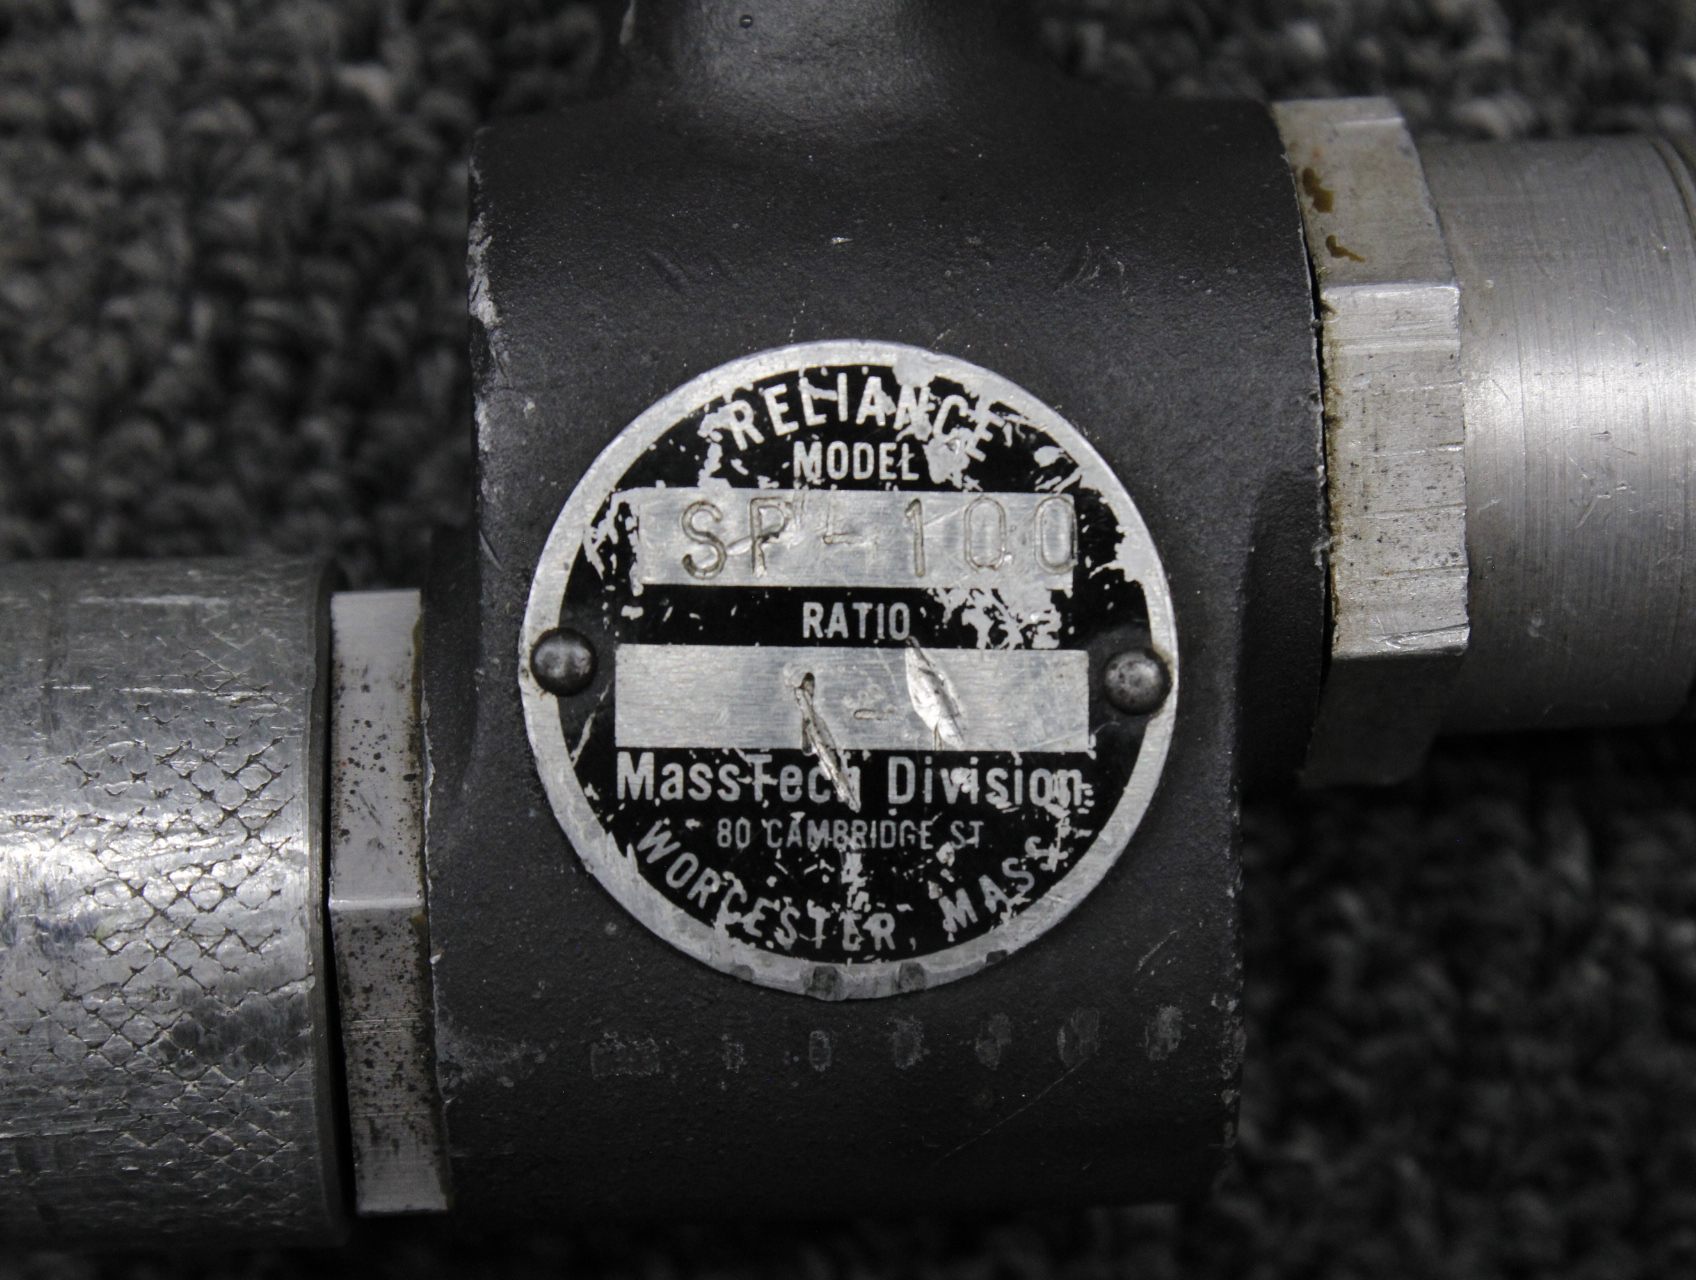 RELIANCE
MODEL
SP-100
RATIO
1-1
MassTech Division
80 CAMBRIDGE ST
WORCESTER, MASS.